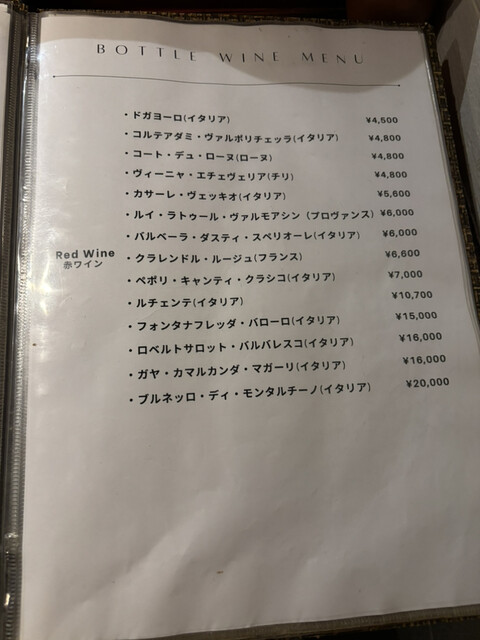 BOTTLE WINE MENU
・ドガヨーロ(イタリア) ¥4,500
・コルテアダミ・ヴァルポリチェッラ(イタリア) ¥4,800
・コート・デュ・ローヌ(ローヌ) ¥4,800
・ヴィーニャ・エチェヴェリア(チリ) ¥4,800
・カサーレ・ヴェッキオ(イタリア) ¥5,600
・ルイ・ラトゥール・ヴァルモアシン（プロヴァンス） ¥6,000
・バルベーラ・ダスティ・スペリオーレ(イタリア) ¥6,000
Red Wine
赤ワイン
・クラレンドル・ルージュ(フランス) ¥6,600
・ペポリ・キャンティ・クラシコ(イタリア) ¥7,000
・ルチェンテ(イタリア) ¥10,700
・フォンタナフレッダ・バローロ(イタリア) ¥15,000
・ロベルトサロット・バルバレスコ(イタリア) ¥16,000
・ガヤ・カマルカンダ・マガーリ(イタリア) ¥16,000
・ブルネッロ・ディ・モンタルチーノ(イタリア) ¥20,000